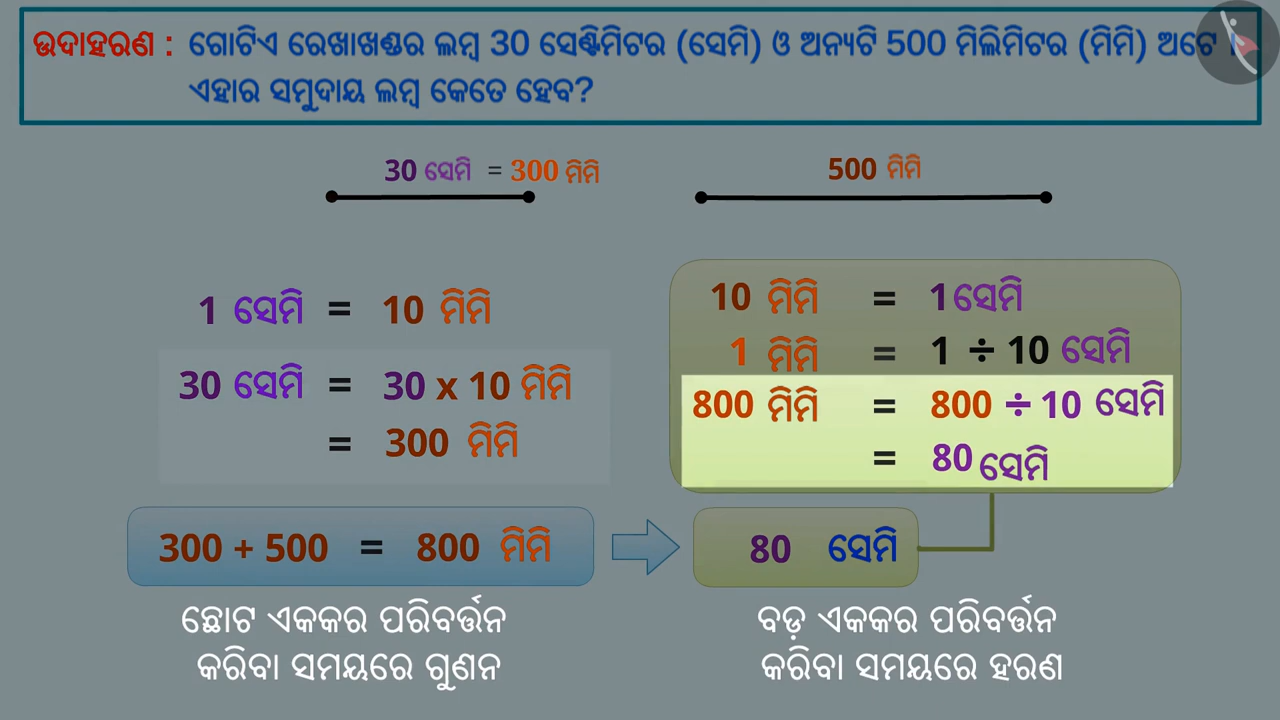 ଉଦାହରଣ : ଗୋଟିଏ ରେଖାଖଣ୍ଡର ଲମ୍ବ 30 ସେଣ୍ଟିମିଟର (ସେମି) ଓ ଅନ୍ୟଟି 500 ମିଲିମିଟର (ମିମି) ଅଟେ ।
ଏହାର ସମୁଦାୟ ଲମ୍ବ କେତେ ହେବ?
30 ସେମି = 300 ମିମି
500 ମିମି
1 ସେମି = 10 ମିମି
30 ସେମି = 30 x 10 ମିମି
= 300 ମିମି
10 ମିମି = 1 ସେମି
1 ମିମି = 1 ÷ 10 ସେମି
800 ମିମି = 800 ÷ 10 ସେମି
= 80 ସେମି
300 + 500 = 800 ମିମି
80 ସେମି
ଛୋଟ ଏକକର ପରିବର୍ତ୍ତନ
କରିବା ସମୟରେ ଗୁଣନ
ବଡ଼ ଏକକର ପରିବର୍ତ୍ତନ
କରିବା ସମୟରେ ହରଣ